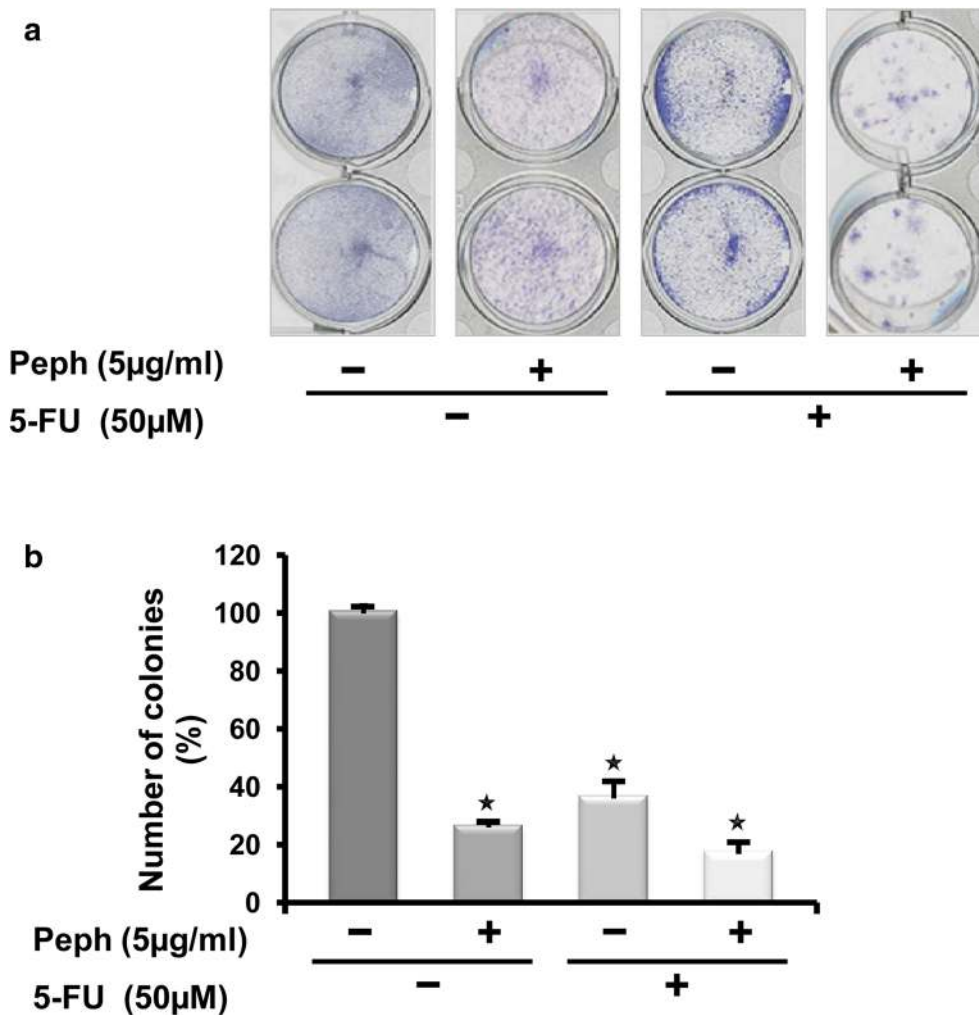 a
Peph (5µg/ml) − + − +
5-FU (50µM) − +
b
120
100
80
60
40
20
0
Number of colonies
(%)
★ ★ ★
Peph (5µg/ml) − + − +
5-FU (50µM) − +